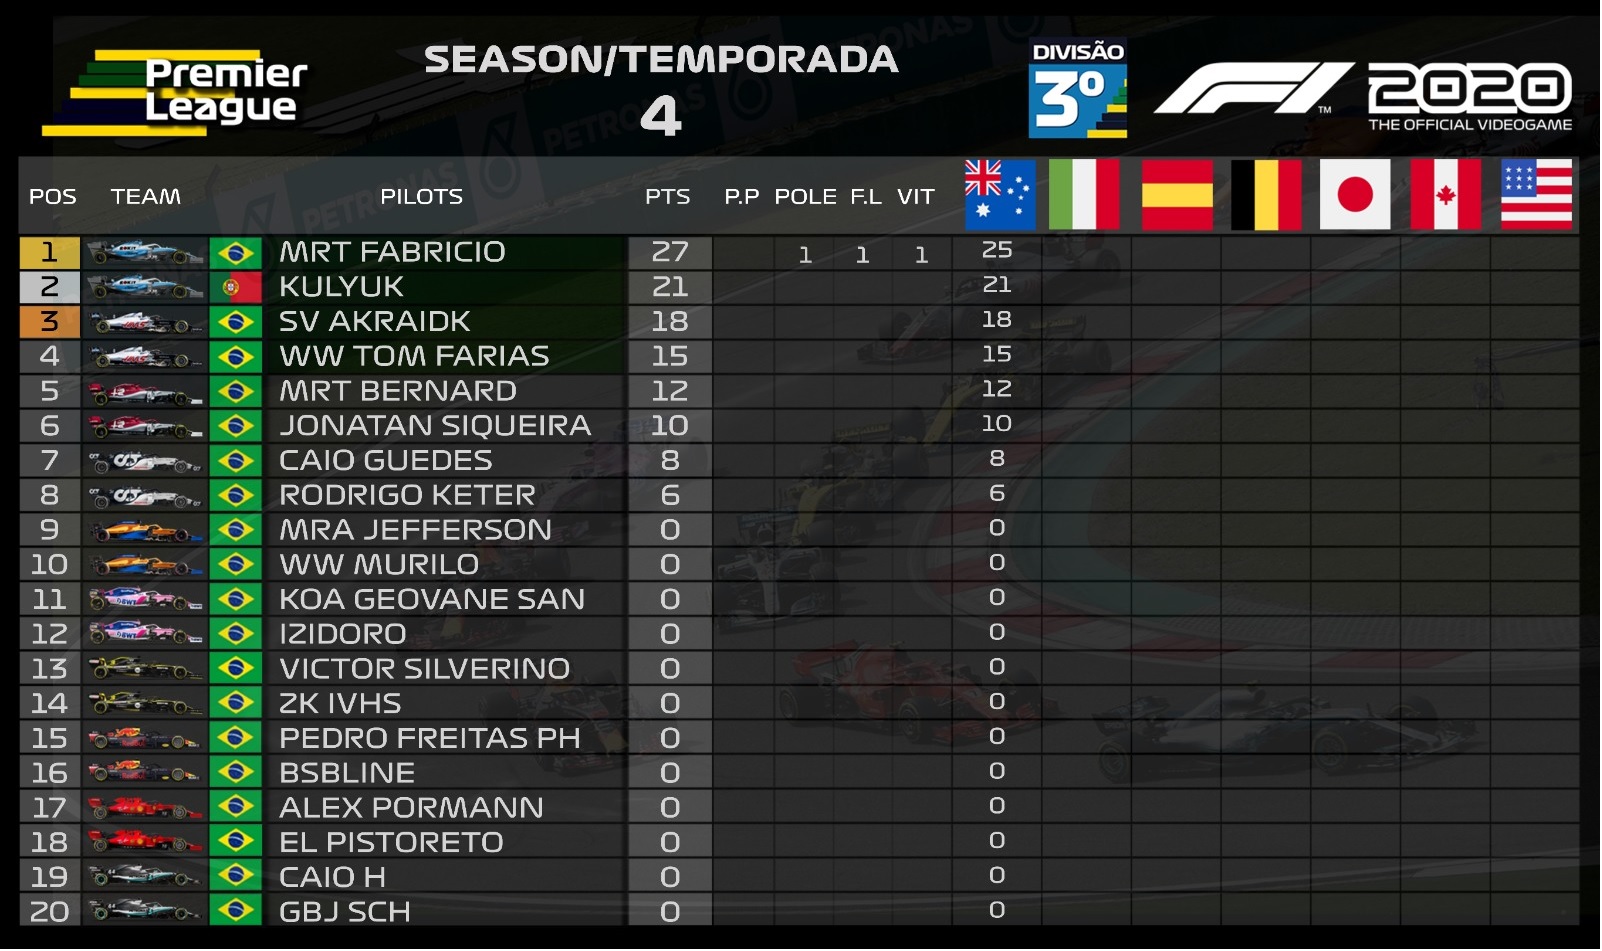 Premier
League
SEASON/TEMPORADA
4
DIVISÃO
3º
F1 TM 2020
THE OFFICIAL VIDEOGAME
POS TEAM PILOTS PTS P.P POLE F.L VIT
1 MRT FABRICIO 27 1 1 1 25
2 KULYUK 21 21
3 SV AKRAIDK 18 18
4 WW TOM FARIAS 15 15
5 MRT BERNARD 12 12
6 JONATAN SIQUEIRA 10 10
7 CAIO GUEDES 8 8
8 RODRIGO KETER 6 6
9 MRA JEFFERSON 0 0
10 WW MURILO 0 0
11 KOA GEOVANE SAN 0 0
12 IZIDORO 0 0
13 VICTOR SILVERINO 0 0
14 ZK IVHS 0 0
15 PEDRO FREITAS PH 0 0
16 BSBLINE 0 0
17 ALEX PORMANN 0 0
18 EL PISTORETO 0 0
19 CAIO H 0 0
20 GBJ SCH 0 0
PETRONAS
PETRONAS
PETRONAS